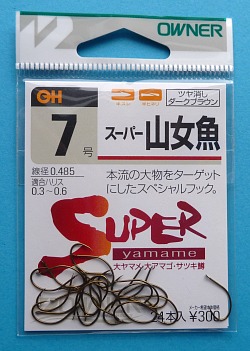 OWNER
OH
ツヤ消し
ダークブラウン
7号
スーパー山女魚
線径0.485
適合ハリス
0.3~0.6
本流の大物をターゲット
にしたスペシャルフック。
SUPER
yamame
大ヤマメ・大アマゴ・サツキ鱒
24本入 ¥300